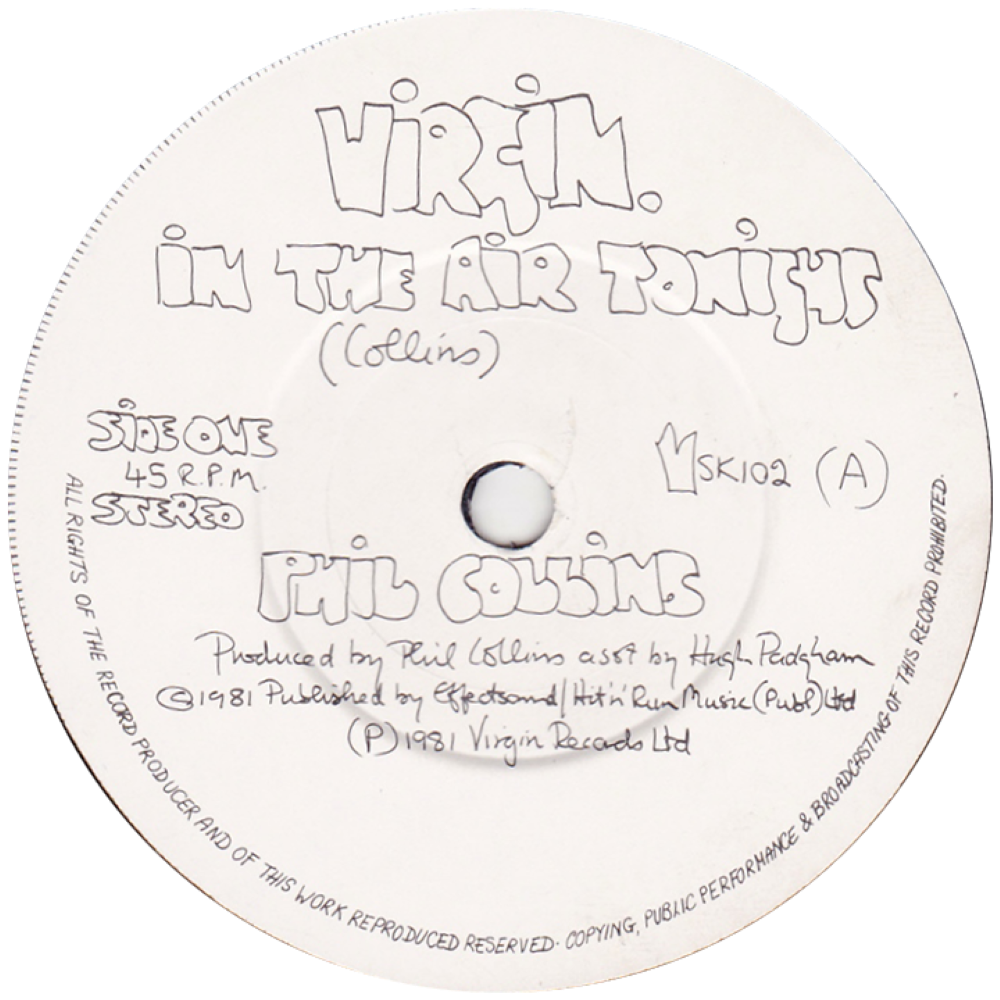 ViRGiN.
iN THE AiR TONiGHT
(Collins)
SiDE ONE
45 R.P.M.
STEREO
VSK102 (A)
PHiL COLLiNS
Produced by Phil Collins asst by Hugh Padgham
© 1981 Published by Effectsound/Hit'n'Run Music (Publ) Ltd
(P) 1981 Virgin Records Ltd
ALL RIGHTS OF THE RECORD PRODUCER AND OF THIS WORK REPRODUCED RESERVED. COPYING, PUBLIC PERFORMANCE & BROADCASTING OF THIS RECORD PROHIBITED.